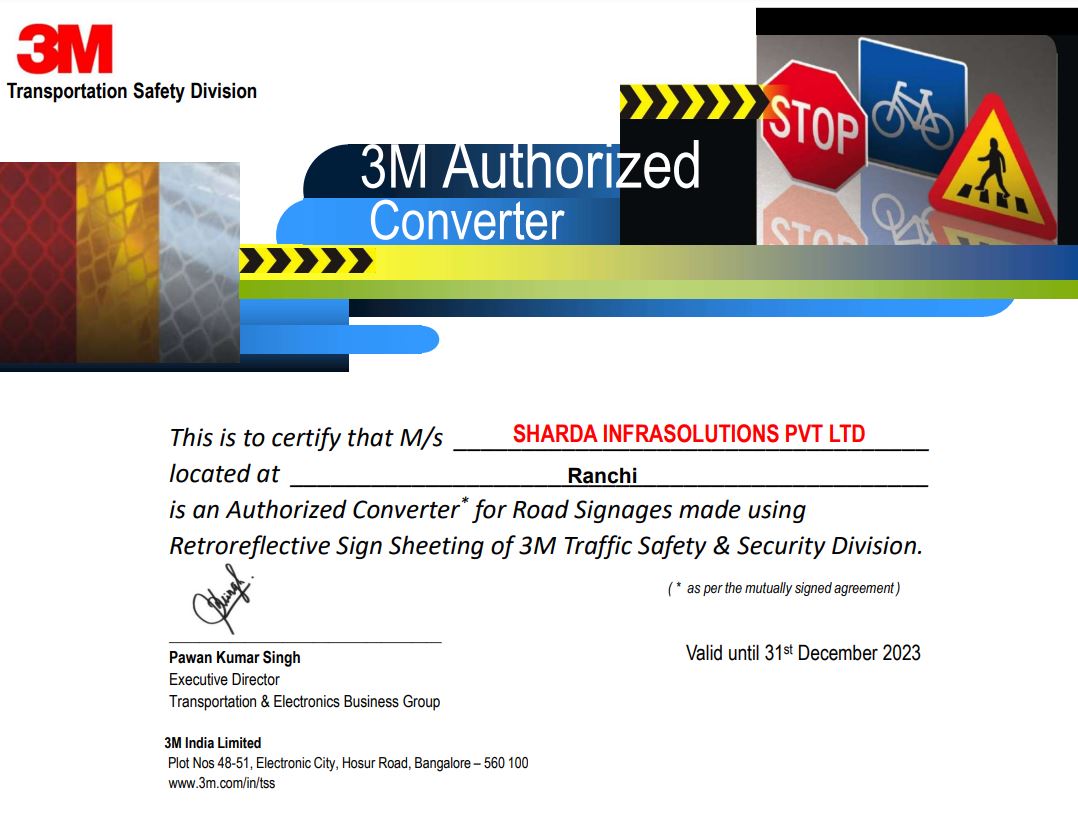 3M
Transportation Safety Division
STOP
3M Authorized
Converter
STOP
This is to certify that M/s SHARDA INFRASOLUTIONS PVT LTD
located at Ranchi
is an Authorized Converter* for Road Signages made using
Retroreflective Sign Sheeting of 3M Traffic Safety & Security Division.
( * as per the mutually signed agreement )
Pawan Kumar Singh
Executive Director
Transportation & Electronics Business Group
Valid until 31st December 2023
3M India Limited
Plot Nos 48-51, Electronic City, Hosur Road, Bangalore – 560 100
www.3m.com/in/tss